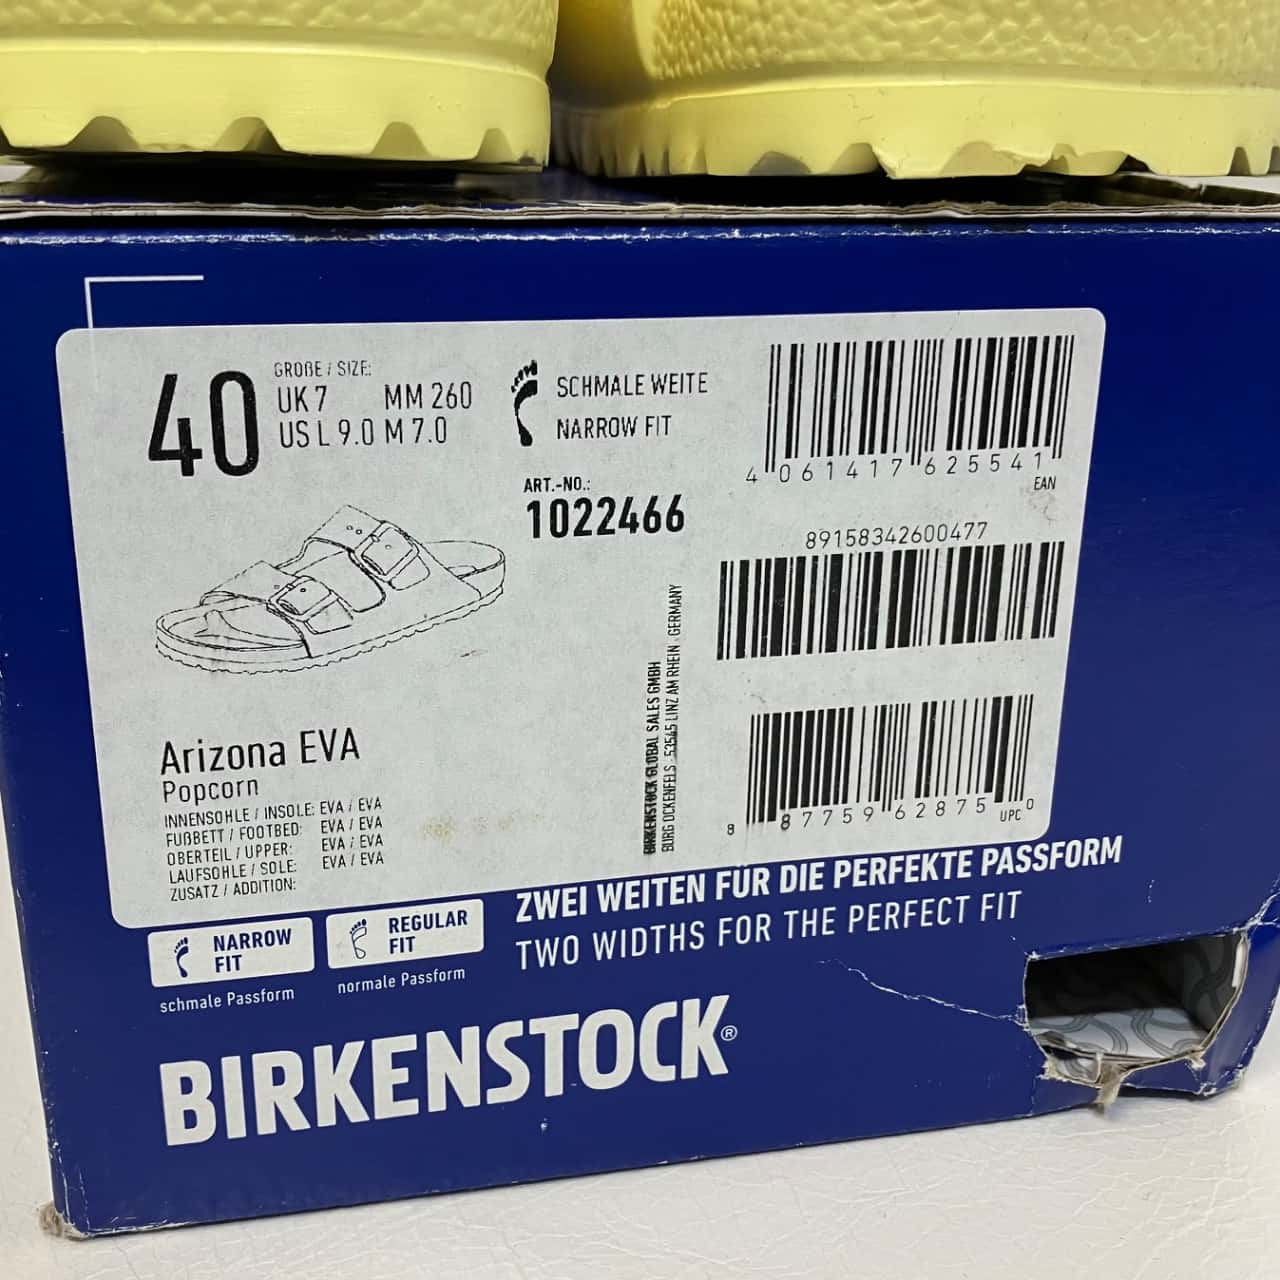 40
GRÖßE / SIZE:
UK 7 MM 260
US L 9.0 M 7.0
SCHMALE WEITE
NARROW FIT
ART.-NO.:
1022466
4 061417 625541
EAN
89158342600477
8 87759 62875 0
UPC
BIRKENSTOCK GLOBAL SALES GMBH
BURG OCKENFELS · 53545 LINZ AM RHEIN · GERMANY
Arizona EVA
Popcorn
INNENSOHLE / INSOLE: EVA / EVA
FUßBETT / FOOTBED: EVA / EVA
OBERTEIL / UPPER: EVA / EVA
LAUFSOHLE / SOLE: EVA / EVA
ZUSATZ / ADDITION:
NARROW
FIT
schmale Passform
REGULAR
FIT
normale Passform
ZWEI WEITEN FÜR DIE PERFEKTE PASSFORM
TWO WIDTHS FOR THE PERFECT FIT
BIRKENSTOCK®